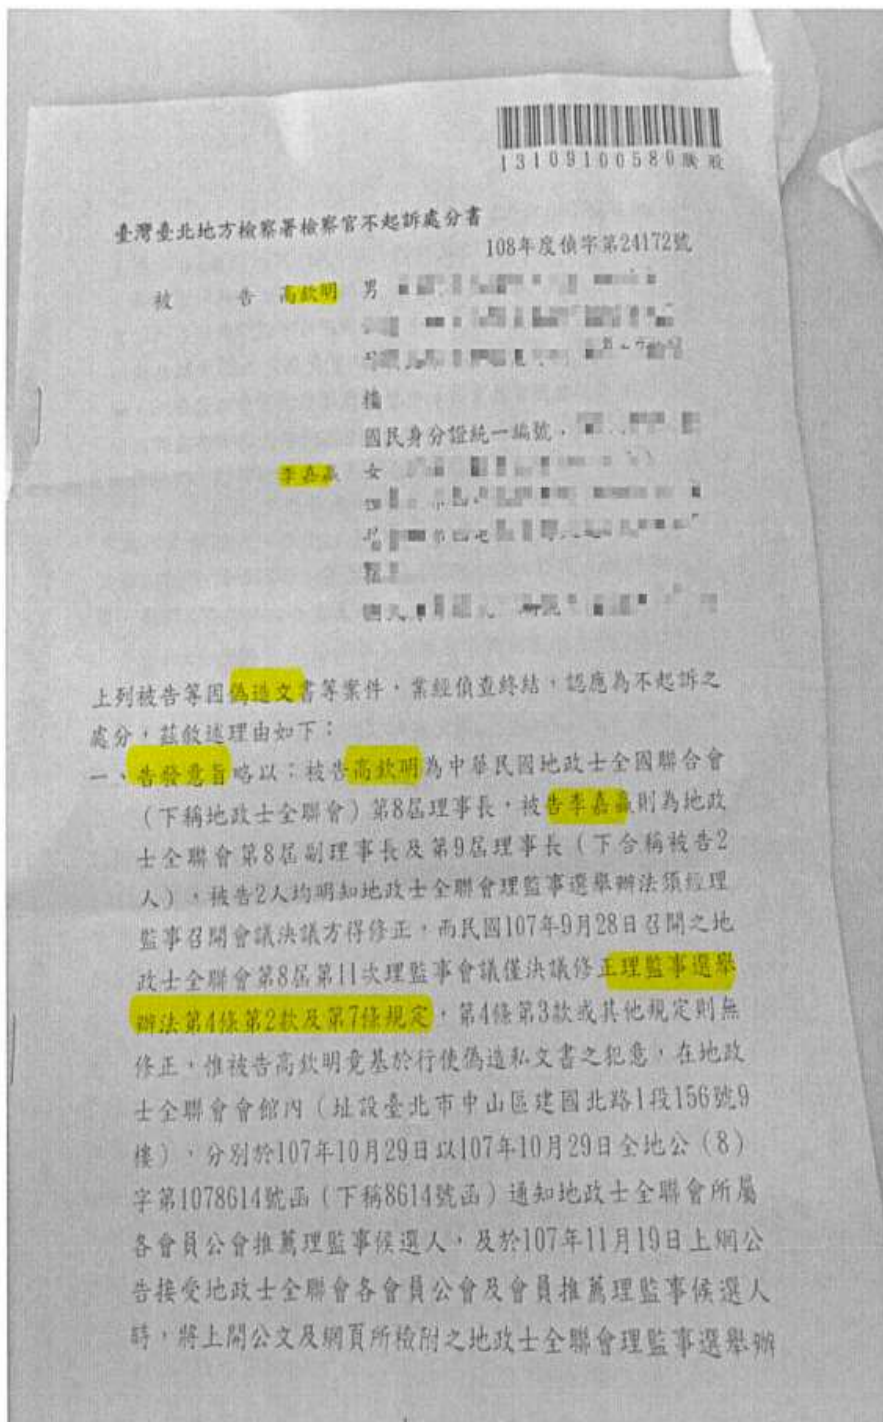 13109100580騰股
臺灣臺北地方檢察署檢察官不起訴處分書
108年度偵字第24172號
被 告 高欽明 男
樓
國民身分證統一編號
李嘉贏 女
上列被告等因偽造文書等案件,業經偵查終結,認應為不起訴之
處分,茲敘述理由如下:
一、告發意旨略以:被告高欽明為中華民國地政士全國聯合會
(下稱地政士全聯會)第8屆理事長,被告李嘉贏則為地政
士全聯會第8屆副理事長及第9屆理事長(下合稱被告2
人),被告2人均明知地政士全聯會理監事選舉辦法須經理
監事召開會議決議方得修正,而民國107年9月28日召開之地
政士全聯會第8屆第11次理監事會議僅決議修正理監事選舉
辦法第4條第2款及第7條規定,第4條第3款或其他規定則無
修正,惟被告高欽明竟基於行使偽造私文書之犯意,在地政
士全聯會會館內(址設臺北市中山區建國北路1段156號9
樓),分別於107年10月29日以107年10月29日全地公(8)
字第1078614號函(下稱8614號函)通知地政士全聯會所屬
各會員公會推薦理監事候選人,及於107年11月19日上網公
告接受地政士全聯會各會員公會及會員推薦理監事候選人
時,將上開公文及網頁所檢附之地政士全聯會理監事選舉辦